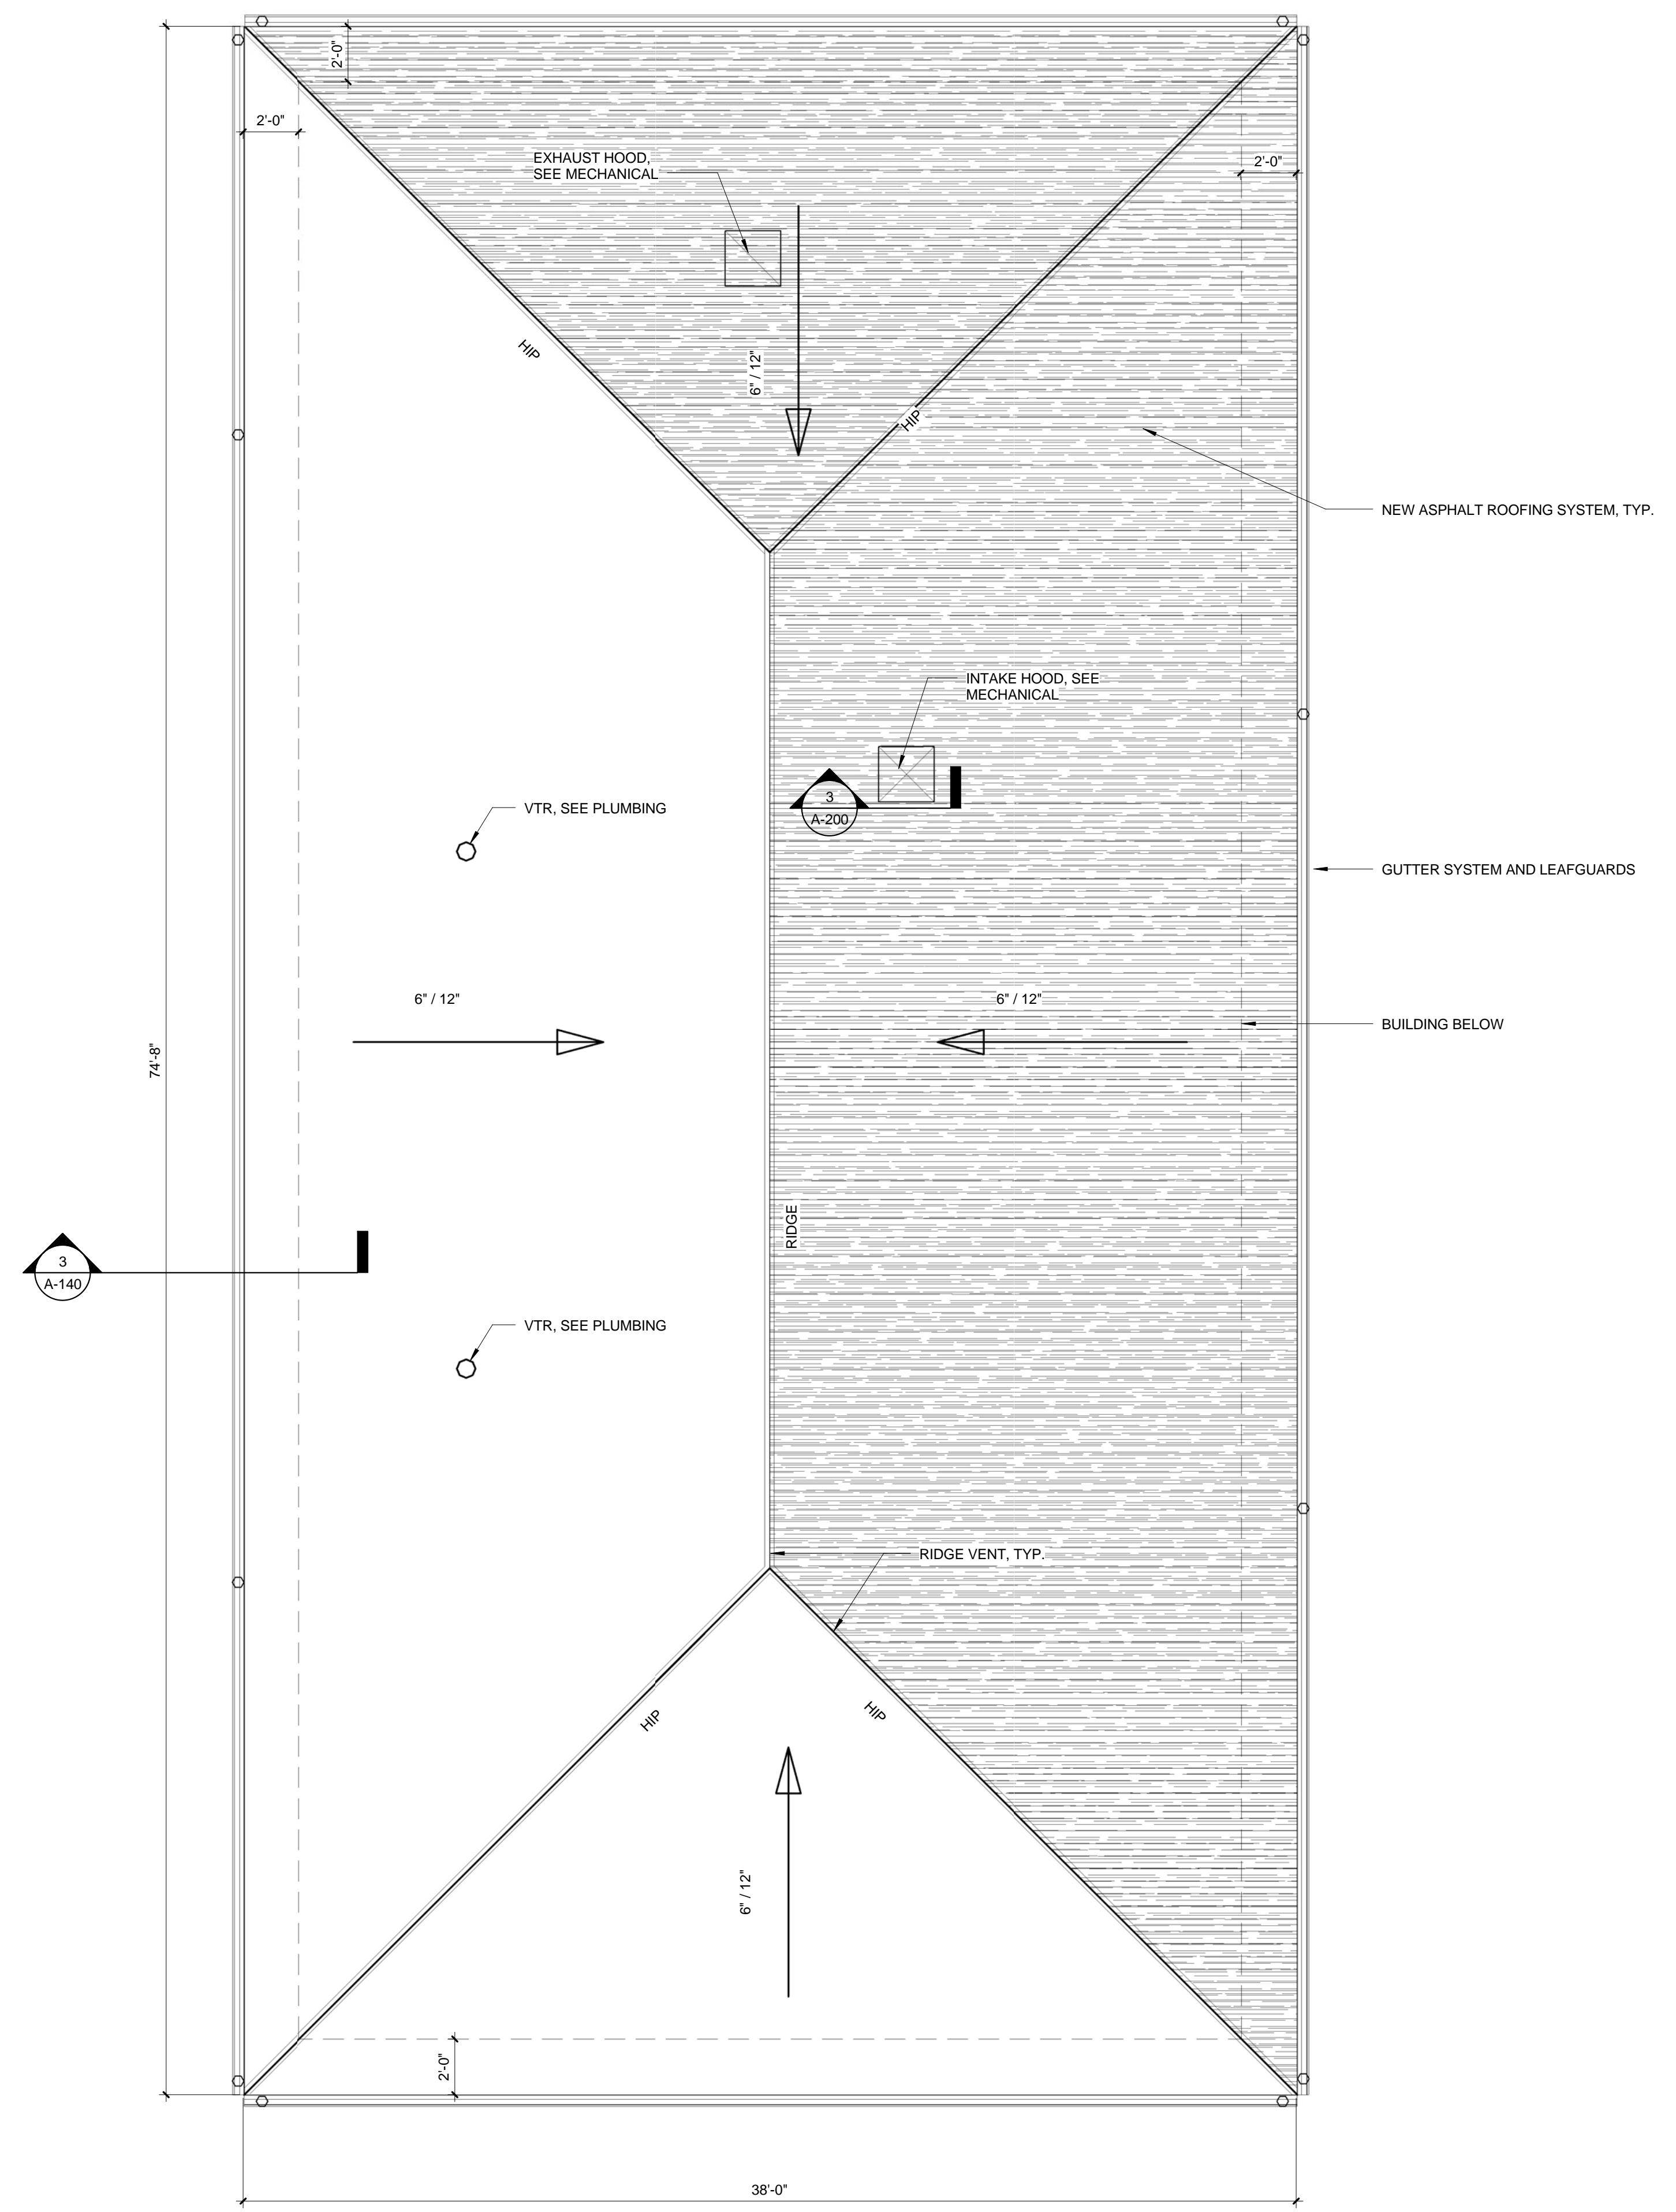 2'-0"
2'-0"
2'-0"
EXHAUST HOOD,
SEE MECHANICAL
HIP
6" / 12"
HIP
NEW ASPHALT ROOFING SYSTEM, TYP.
INTAKE HOOD, SEE
MECHANICAL
3
A-200
VTR, SEE PLUMBING
GUTTER SYSTEM AND LEAFGUARDS
6" / 12"
6" / 12"
BUILDING BELOW
74'-8"
RIDGE
3
A-140
VTR, SEE PLUMBING
RIDGE VENT, TYP.
HIP
HIP
6" / 12"
2'-0"
38'-0"